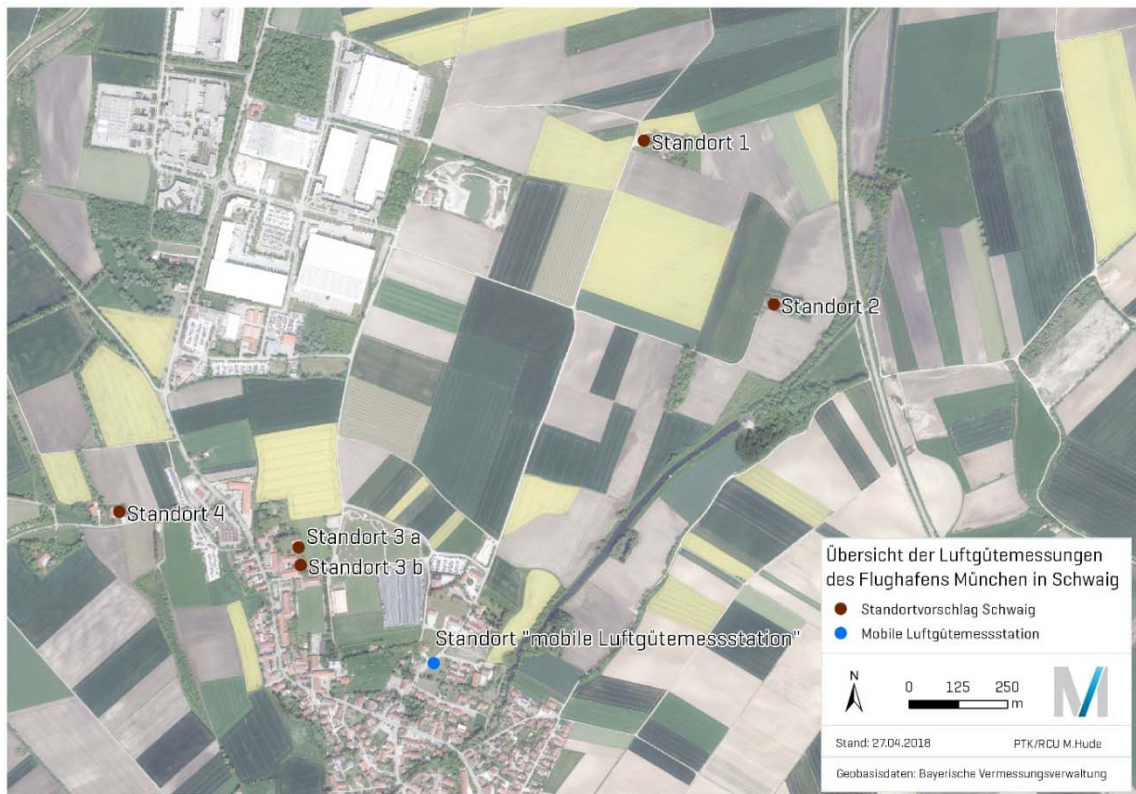 Standort 1
Standort 2
Standort 4
Standort 3 a
Standort 3 b
Standort "mobile Luftgütemessstation"
Übersicht der Luftgütemessungen
des Flughafens München in Schwaig
Standortvorschlag Schwaig
Mobile Luftgütemessstation
N
0 125 250
m
Stand: 27.04.2018 PTK/RCU M.Hude
Geobasisdaten: Bayerische Vermessungsverwaltung